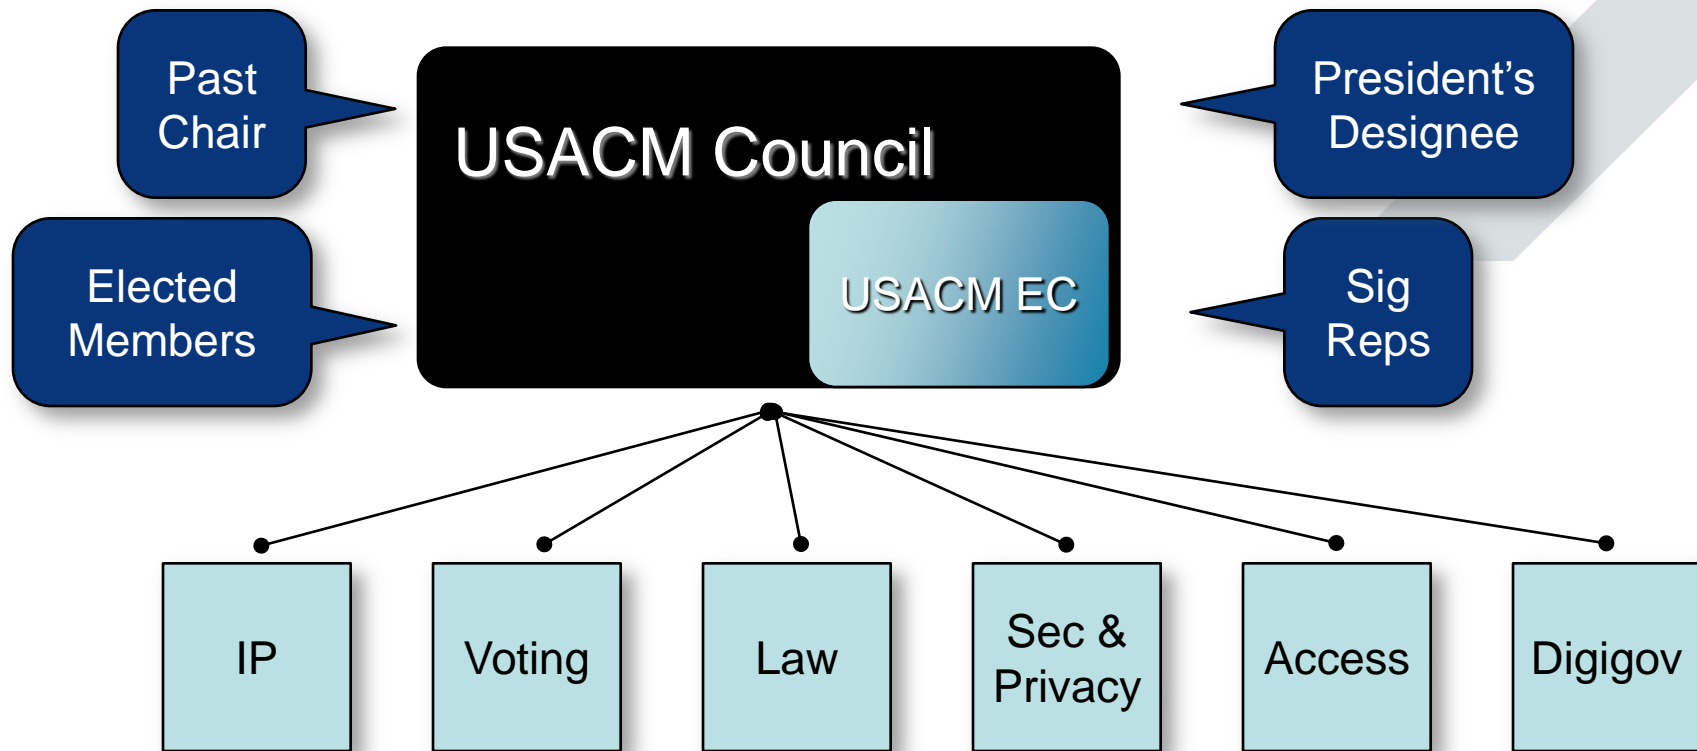 Past
Chair
USACM Council
President's
Designee
Elected
Members
USACM EC
Sig
Reps
IP
Voting
Law
Sec &
Privacy
Access
Digigov